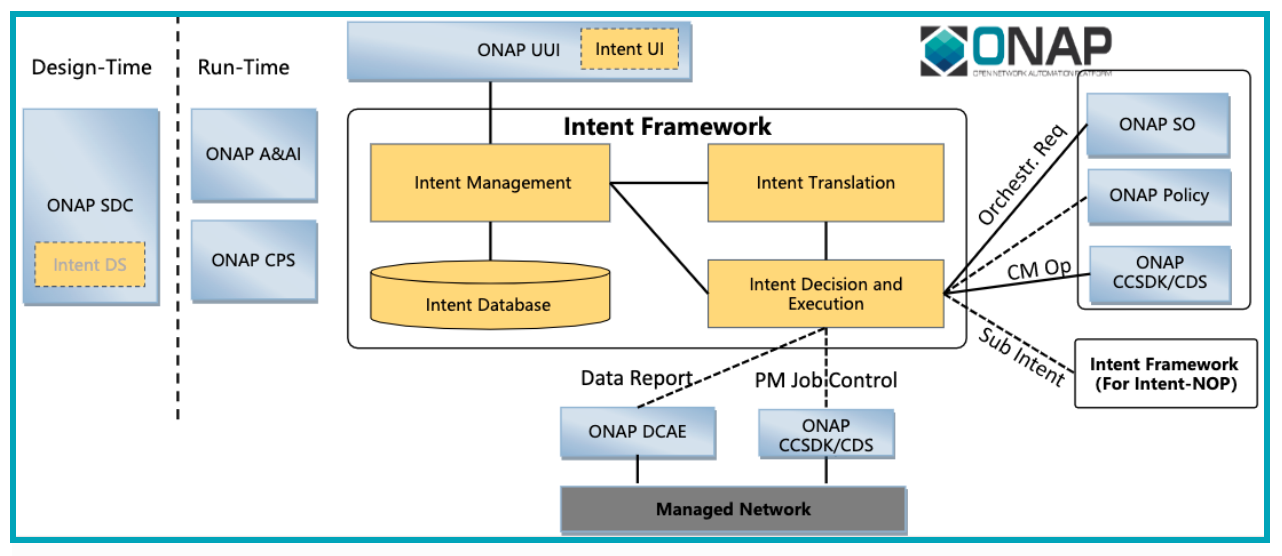 Design-Time
Run-Time
ONAP UUI
Intent UI
ONAP
OPEN NETWORK AUTOMATION PLATFORM
ONAP SDC
Intent DS
ONAP A&AI
ONAP CPS
Intent Framework
Intent Management
Intent Translation
Intent Database
Intent Decision and
Execution
Orchestr. Req
CM Op
Sub Intent
ONAP SO
ONAP Policy
ONAP
CCSDK/CDS
Intent Framework
(For Intent-NOP)
Data Report
PM Job Control
ONAP DCAE
ONAP
CCSDK/CDS
Managed Network